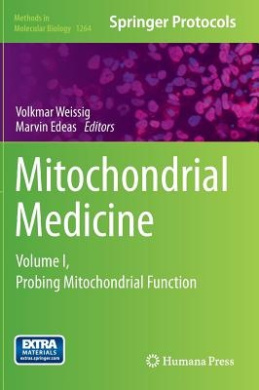 Methods in
Molecular Biology 1264
Springer Protocols
Volkmar Weissig
Marvin Edeas Editors
Mitochondrial
Medicine
Volume I,
Probing Mitochondrial Function
EXTRA
MATERIALS
extras.springer.com
Humana Press